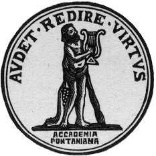 AVDET · REDIRE · VIRTVS
ACCADEMIA
PONTANIANA